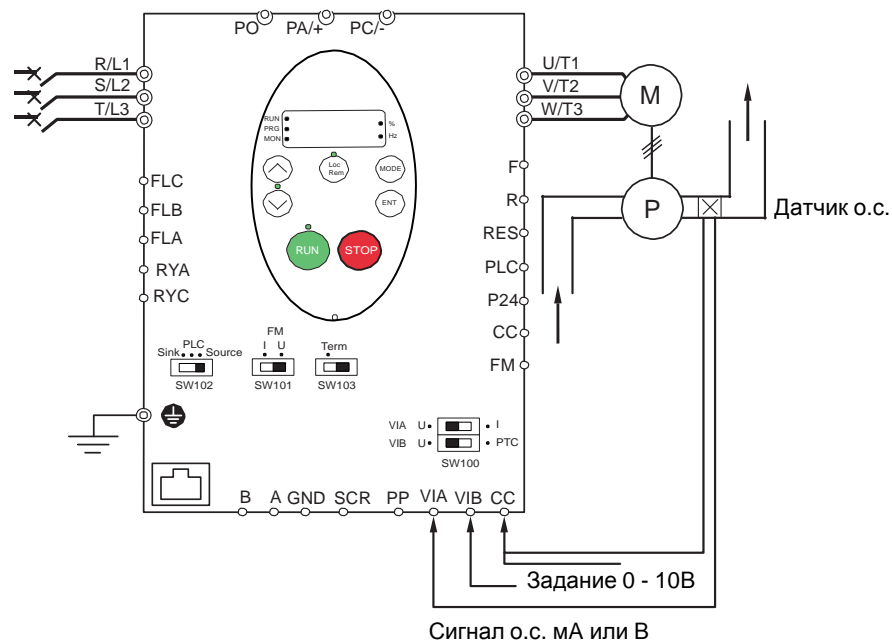 PO PA/+ PC/-
R/L1
S/L2
T/L3
U/T1
V/T2
W/T3
M
RUN
PRG
MON
%
Hz
Loc
Rem
MODE
ENT
RUN
STOP
FLC
FLB
FLA
RYA
RYC
F
R
RES
PLC
P24
CC
FM
P
Датчик о.с.
PLC
Sink Source
SW102
FM
I U
SW101
Term
SW103
VIA U I
VIB U PTC
SW100
B A GND SCR PP VIA VIB CC
Задание 0 - 10В
Сигнал о.с. мА или В